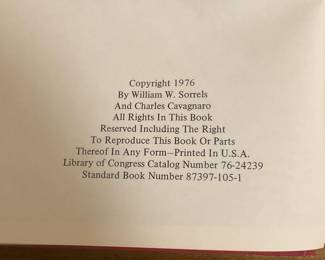 Copyright 1976
By William W. Sorrels
And Charles Cavagnaro
All Rights In This Book
Reserved Including The Right
To Reproduce This Book Or Parts
Thereof In Any Form—Printed In U.S.A.
Library of Congress Catalog Number 76-24239
Standard Book Number 87397-105-1